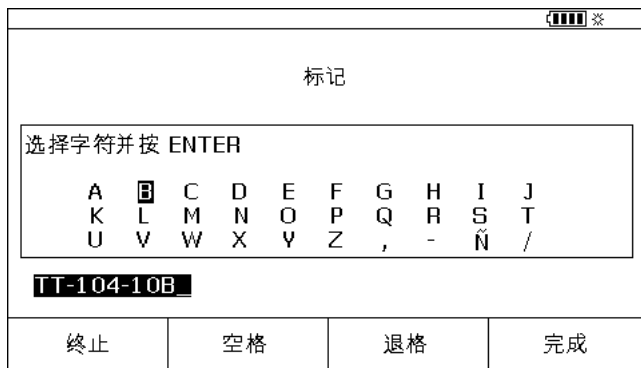 标记
选择字符并按 ENTER
A B C D E F G H I J
K L M N O P Q R S T
U V W X Y Z , - Ñ /
TT-104-10B_
终止 空格 退格 完成